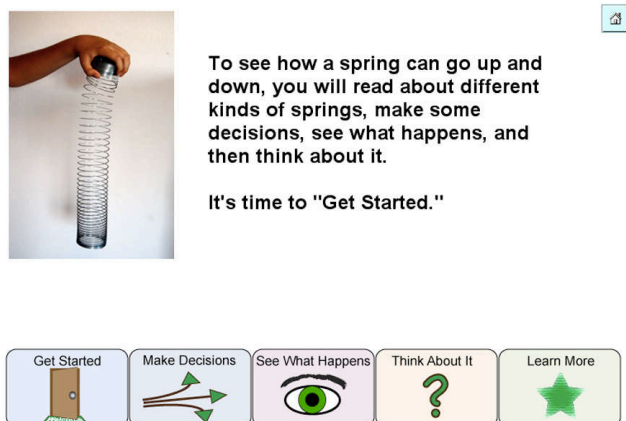 To see how a spring can go up and
down, you will read about different
kinds of springs, make some
decisions, see what happens, and
then think about it.
It's time to "Get Started."
Get Started
Make Decisions
See What Happens
Think About It
Learn More